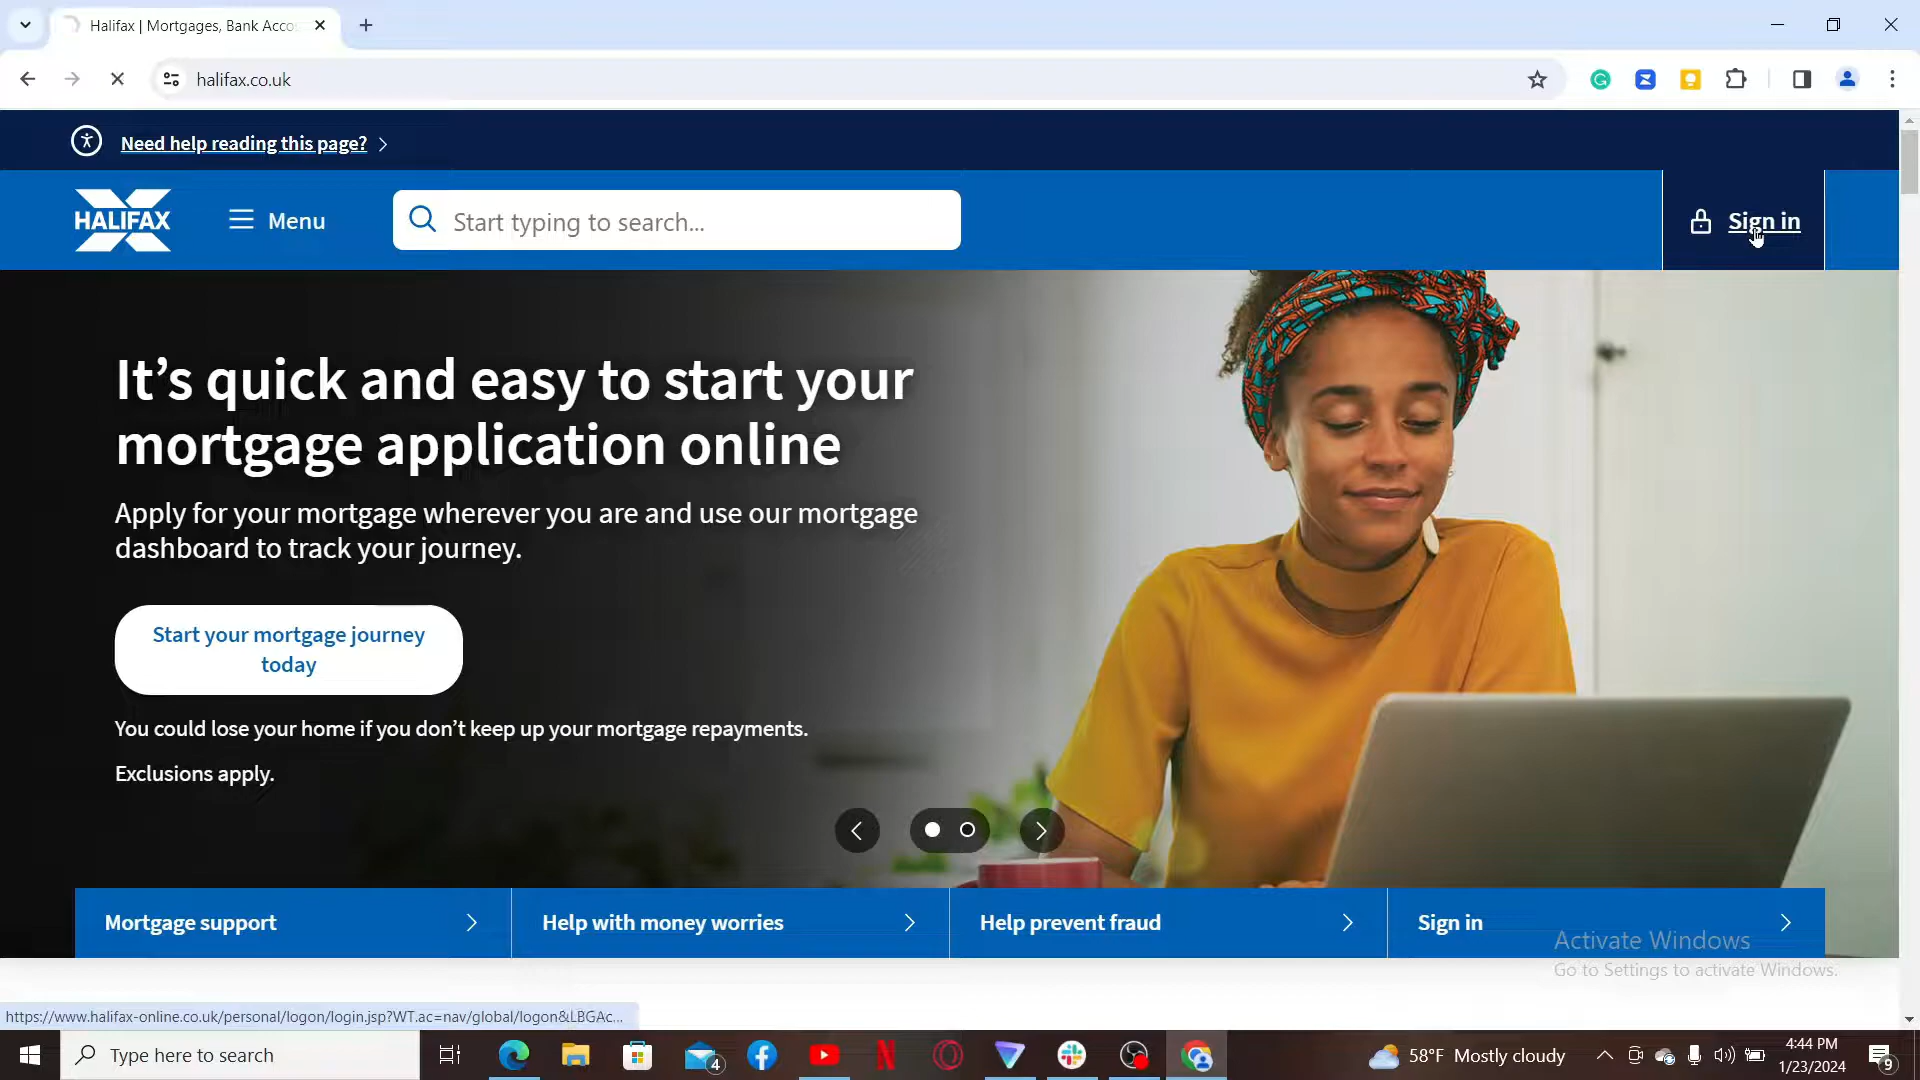 Halifax | Mortgages, Bank Acco
halifax.co.uk
Need help reading this page?
HALIFAX
Menu
Start typing to search...
Sign in
It’s quick and easy to start your
mortgage application online
Apply for your mortgage wherever you are and use our mortgage
dashboard to track your journey.
Start your mortgage journey
today
You could lose your home if you don’t keep up your mortgage repayments.
Exclusions apply.
Mortgage support
Help with money worries
Help prevent fraud
Sign in
Activate Windows
Go to Settings to activate Windows.
https://www.halifax-online.co.uk/personal/logon/login.jsp?WT.ac=nav/global/logon&LBGAc...
Type here to search
4
58°F Mostly cloudy
4:44 PM
1/23/2024
9